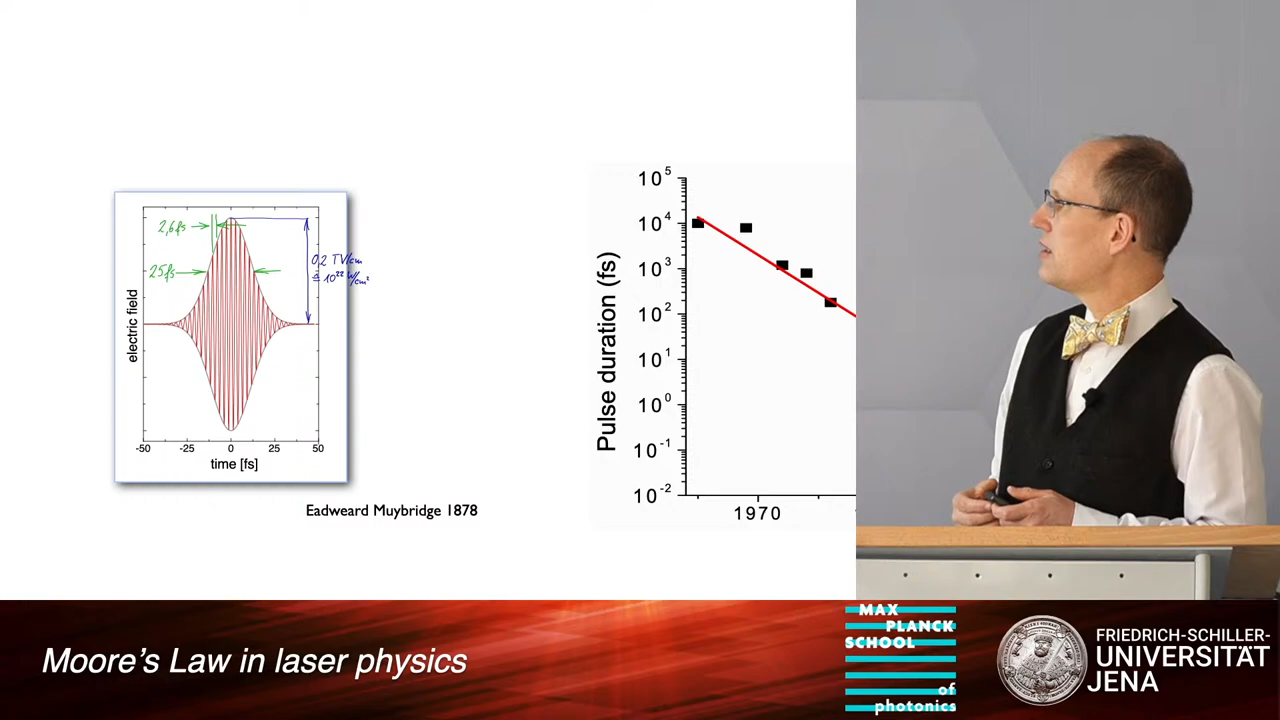 2,6fs
25fs
0.2 TV/cm
≙ 10²² W/cm²
electric field
-50
-25
0
25
50
time [fs]
Eadweard Muybridge 1878
Pulse duration (fs)
10⁵
10⁴
10³
10²
10¹
10⁰
10⁻¹
10⁻²
1970
Moore's Law in laser physics
MAX
PLANCK
SCHOOL
of
photonics
FRIEDRICH-SCHILLER-
UNIVERSITÄT
JENA